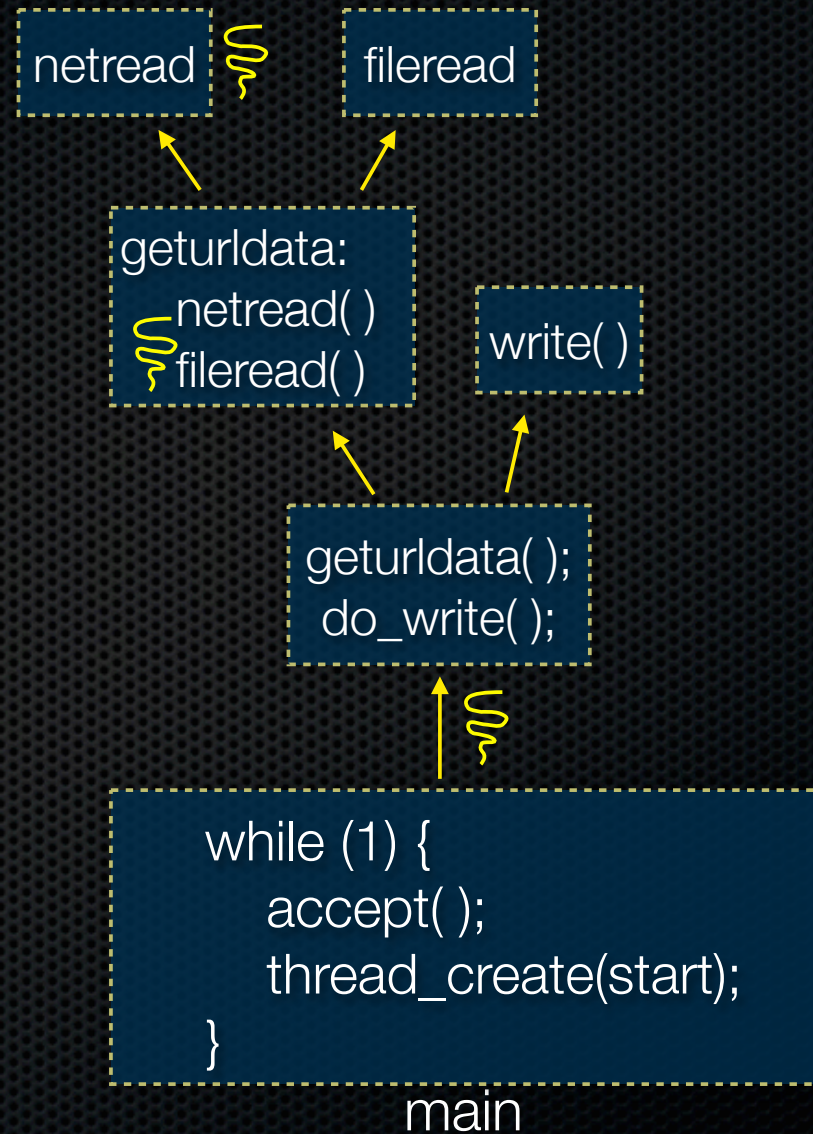 netread
fileread
geturldata:
netread( )
fileread( )
write( )
geturldata( );
do_write( );
while (1) {
accept( );
thread_create(start);
}
main